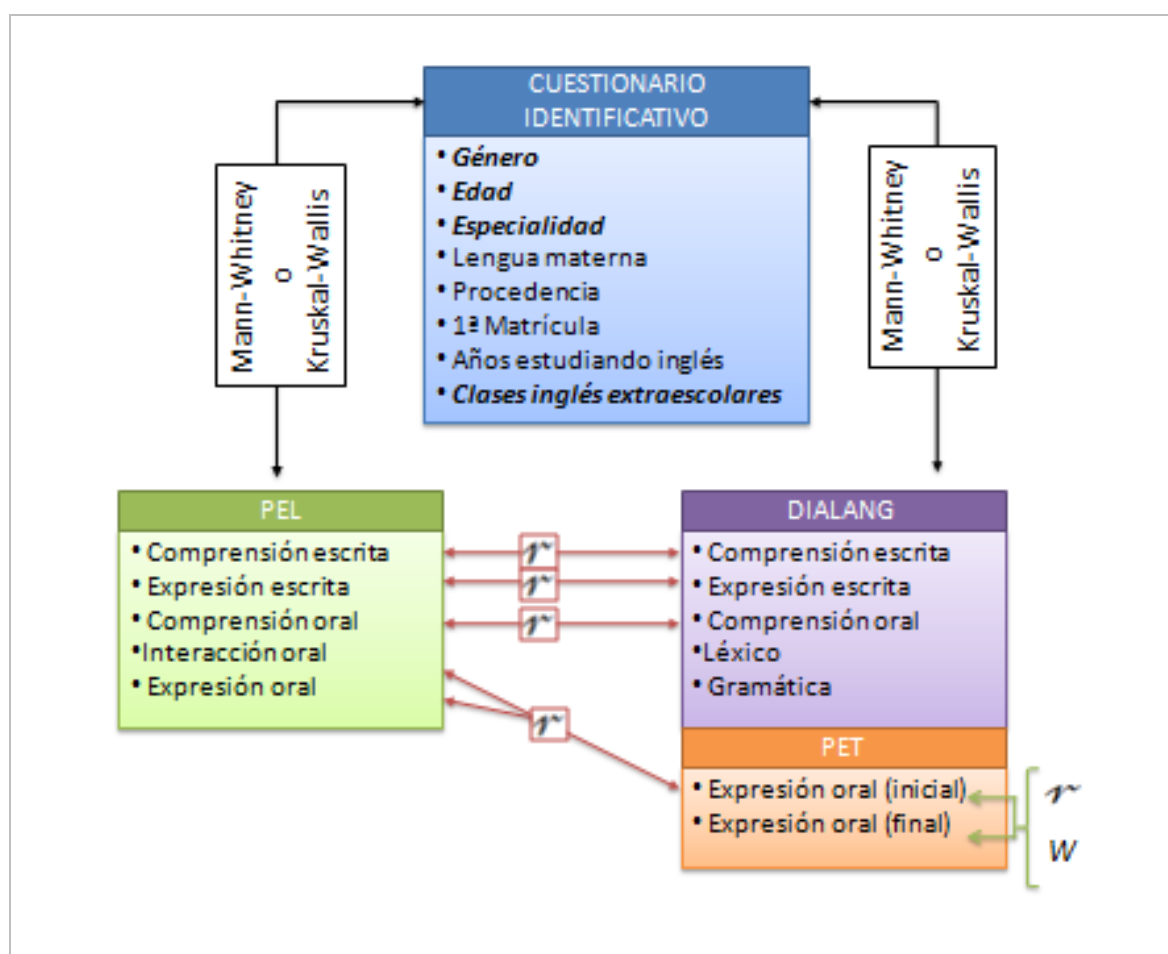 CUESTIONARIO
IDENTIFICATIVO
• Género
• Edad
• Especialidad
• Lengua materna
• Procedencia
• 1ª Matrícula
• Años estudiando inglés
• Clases inglés extraescolares
Mann-Whitney
o
Kruskal-Wallis
Mann-Whitney
o
Kruskal-Wallis
PEL
• Comprensión escrita
• Expresión escrita
• Comprensión oral
•Interacción oral
• Expresión oral
r
r
r
r
DIALANG
• Comprensión escrita
• Expresión escrita
• Comprensión oral
•Léxico
• Gramática
PET
• Expresión oral (inicial)
• Expresión oral (final)
r
W